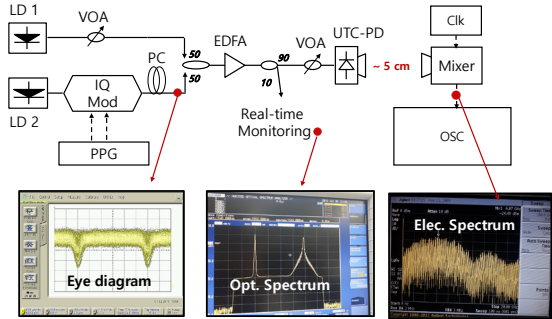 LD 1
VOA
PC
50
50
EDFA
90
10
VOA
UTC-PD
~ 5 cm
Clk
Mixer
OSC
LD 2
IQ
Mod
PPG
Real-time
Monitoring
Eye diagram
Opt. Spectrum
Elec. Spectrum